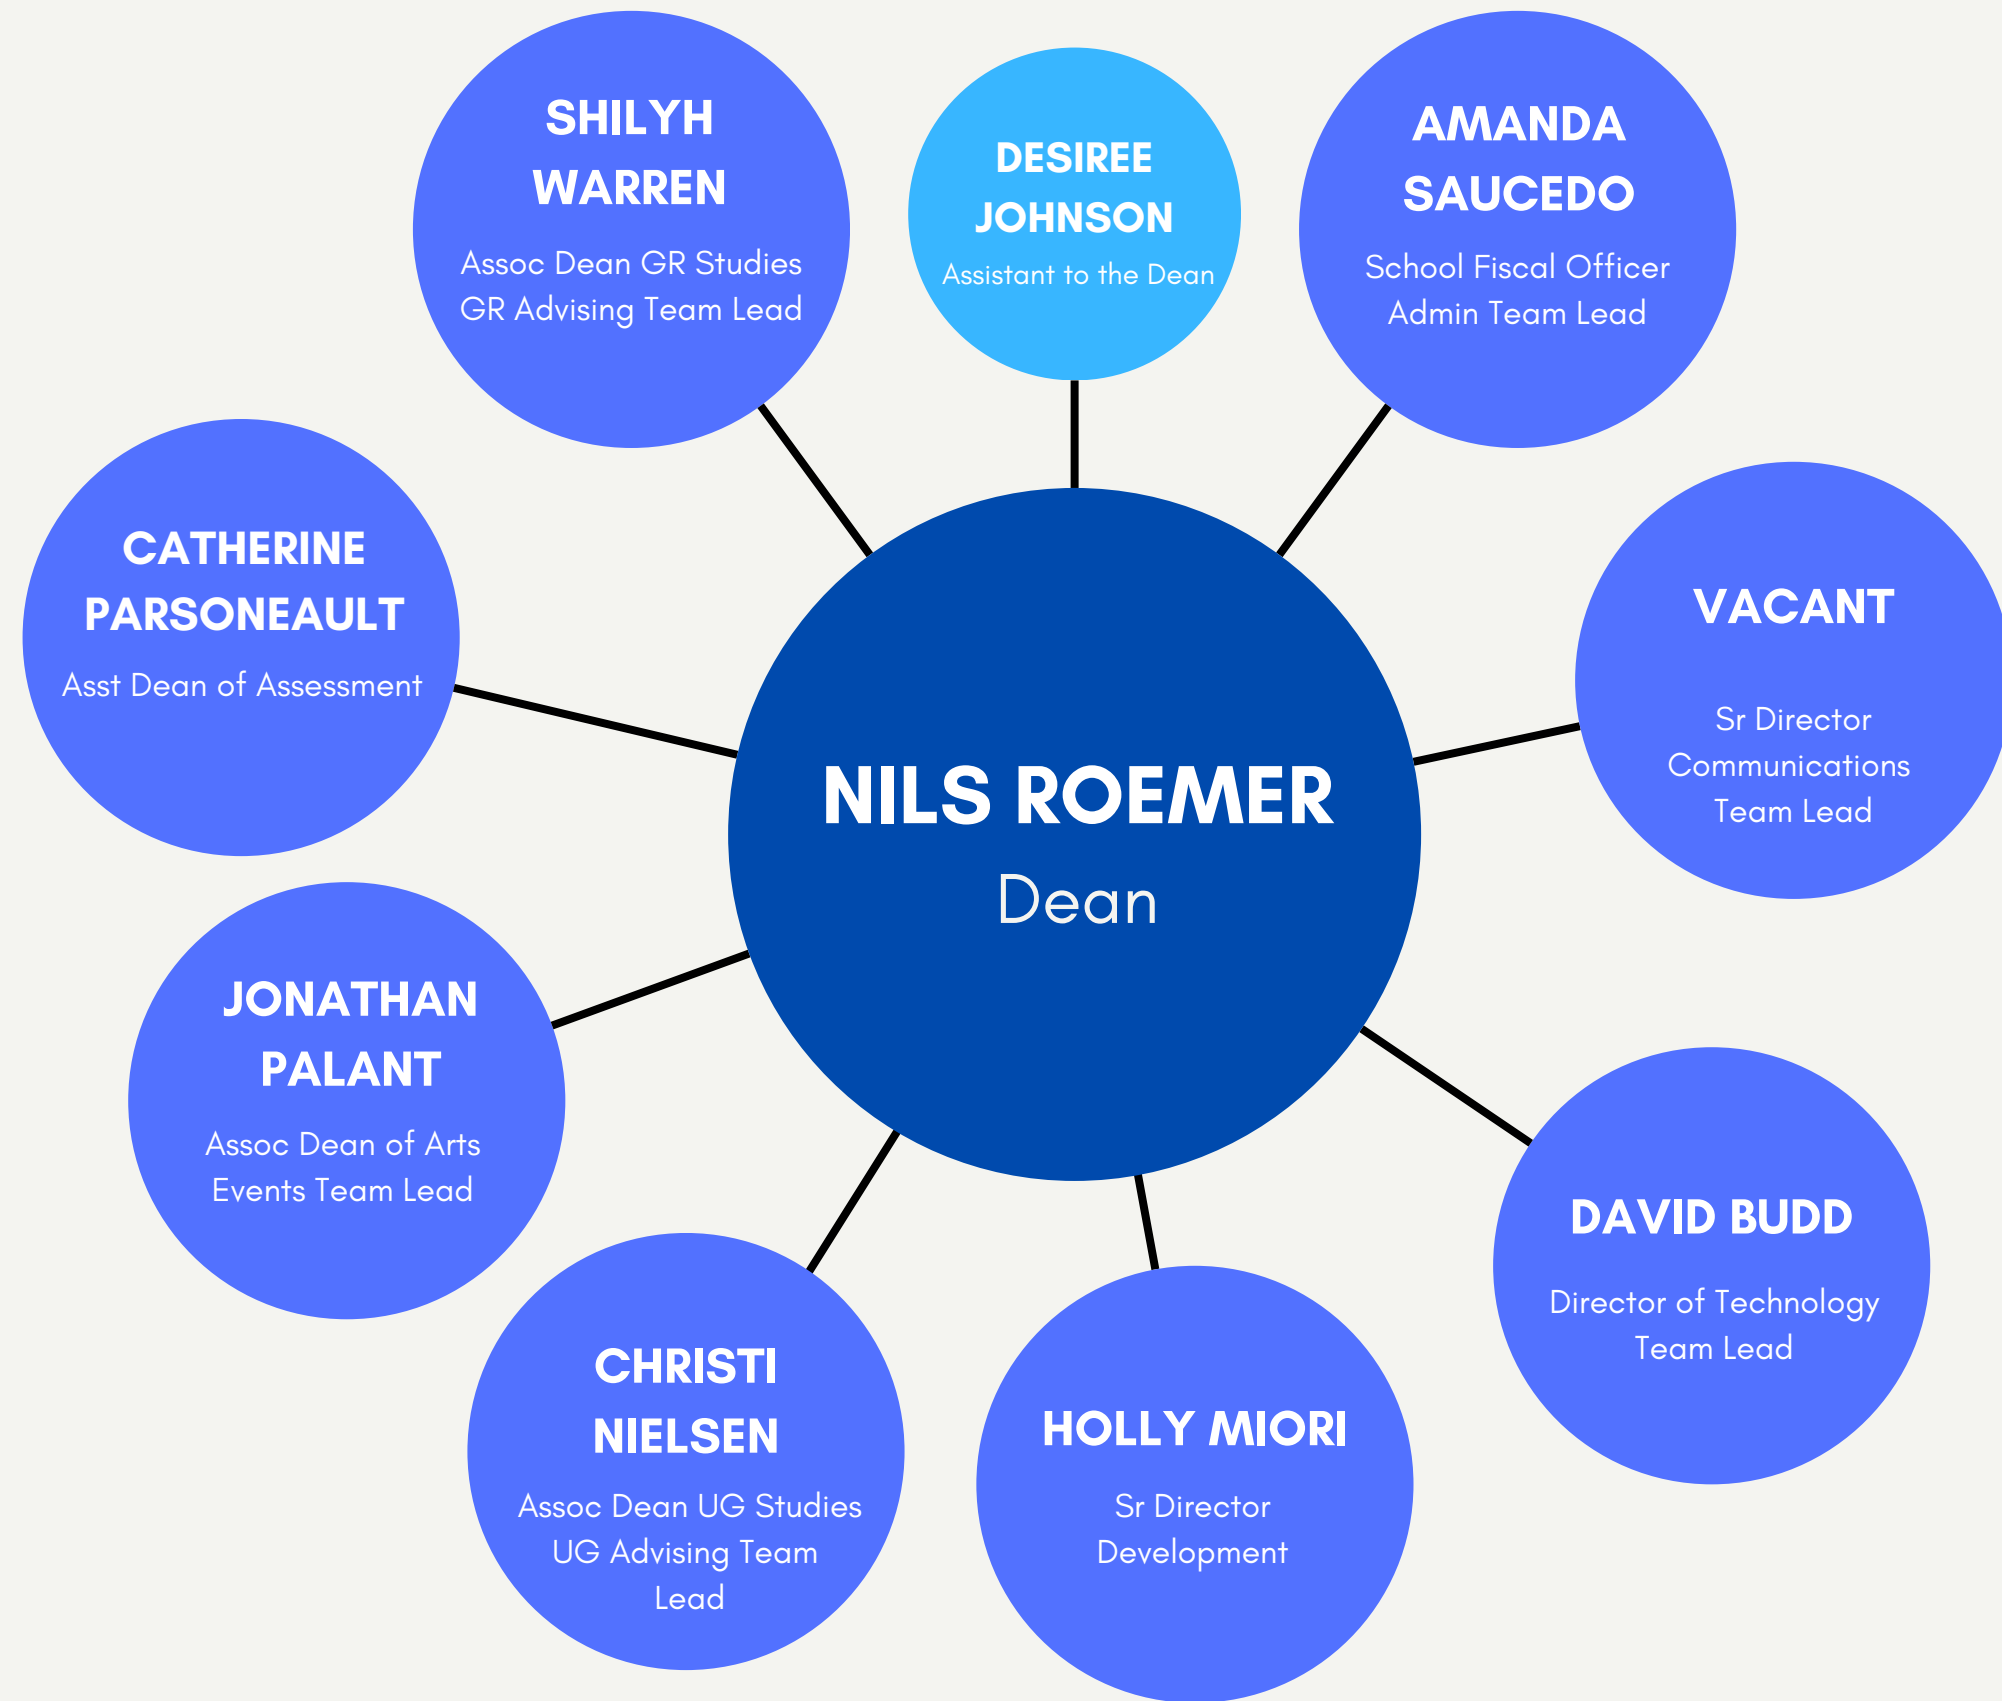 SHILYH
WARREN
Assoc Dean GR Studies
GR Advising Team Lead
DESIREE
JOHNSON
Assistant to the Dean
AMANDA
SAUCEDO
School Fiscal Officer
Admin Team Lead
CATHERINE
PARSONEAULT
Asst Dean of Assessment
VACANT
Sr Director
Communications
Team Lead
NILS ROEMER
Dean
JONATHAN
PALANT
Assoc Dean of Arts
Events Team Lead
DAVID BUDD
Director of Technology
Team Lead
CHRISTI
NIELSEN
Assoc Dean UG Studies
UG Advising Team
Lead
HOLLY MIORI
Sr Director
Development